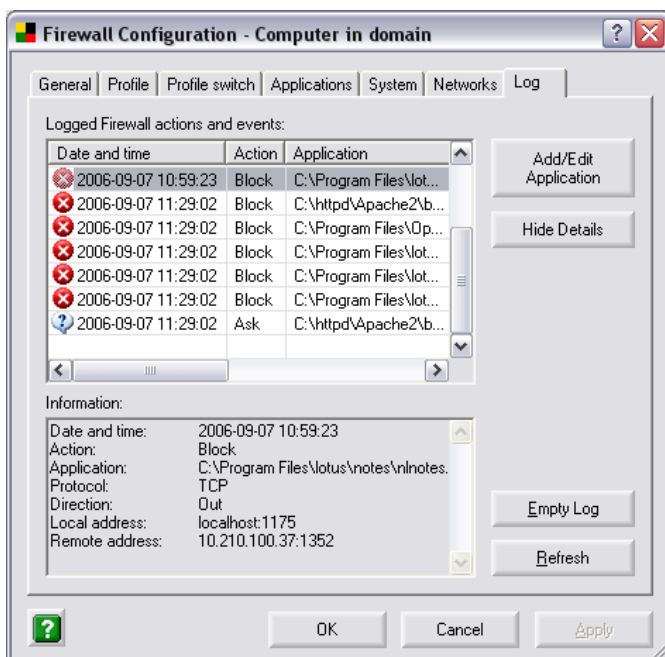 Firewall Configuration - Computer in domain
General Profile Profile switch Applications System Networks Log
Logged Firewall actions and events:
Date and time Action Application
2006-09-07 10:59:23 Block C:\Program Files\lot...
2006-09-07 11:29:02 Block C:\httpd\Apache2\b...
2006-09-07 11:29:02 Block C:\Program Files\Op...
2006-09-07 11:29:02 Block C:\Program Files\lot...
2006-09-07 11:29:02 Block C:\Program Files\lot...
2006-09-07 11:29:02 Block C:\Program Files\lot...
2006-09-07 11:29:02 Ask C:\httpd\Apache2\b...
Add/Edit
Application
Hide Details
Information:
Date and time: 2006-09-07 10:59:23
Action: Block
Application: C:\Program Files\lotus\notes\nlnotes.
Protocol: TCP
Direction: Out
Local address: localhost:1175
Remote address: 10.210.100.37:1352
Empty Log
Refresh
OK Cancel Apply